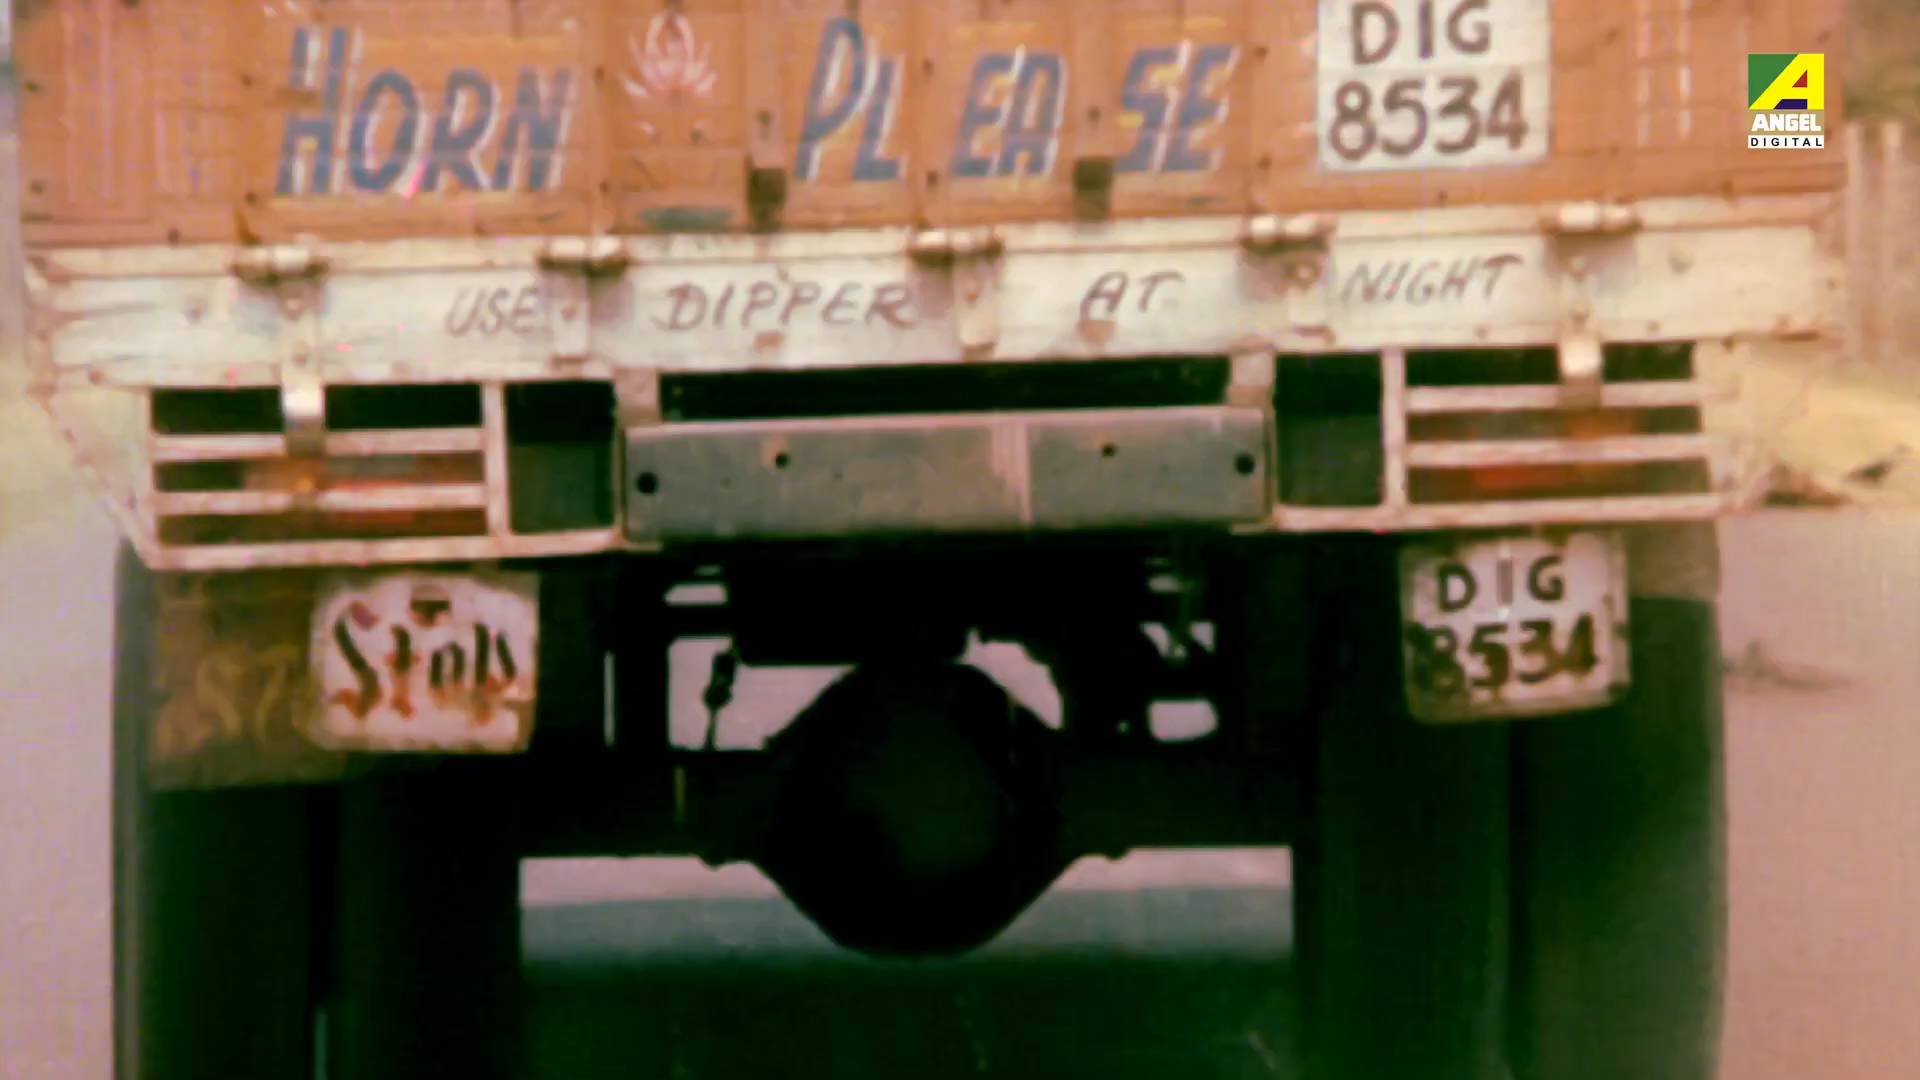 HORN PLEASE
DIG
8534
ANGEL
DIGITAL
USE DIPPER AT NIGHT
Stop
DIG
8534